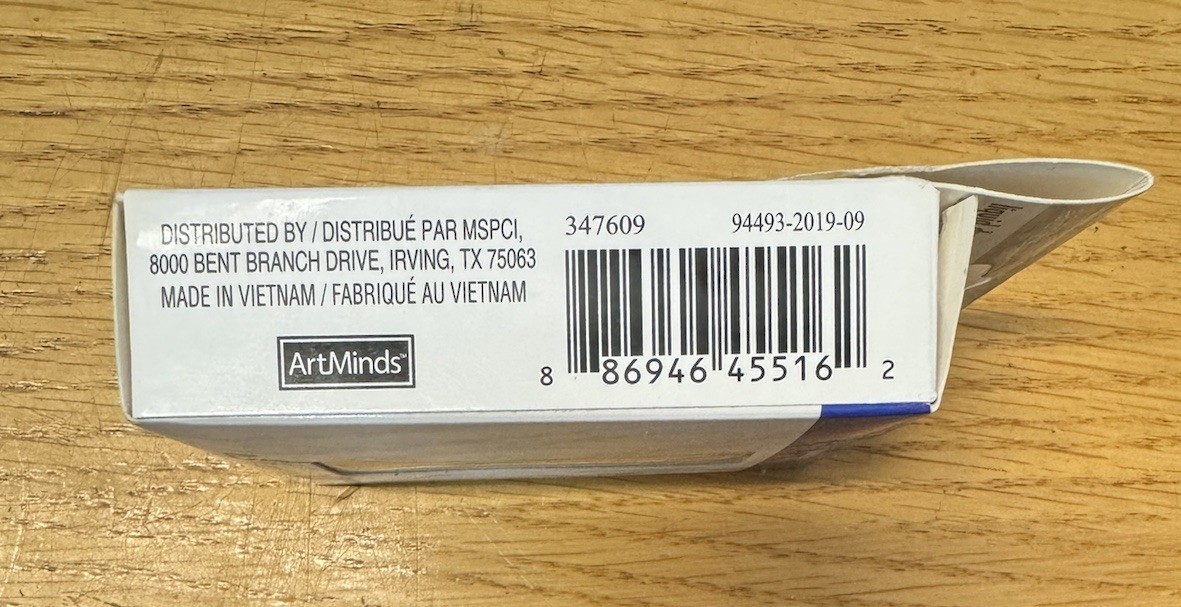 DISTRIBUTED BY / DISTRIBUÉ PAR MSPCI,
8000 BENT BRANCH DRIVE, IRVING, TX 75063
MADE IN VIETNAM / FABRIQUÉ AU VIETNAM
ArtMinds™
347609 94493-2019-09
8 86946 45516 2